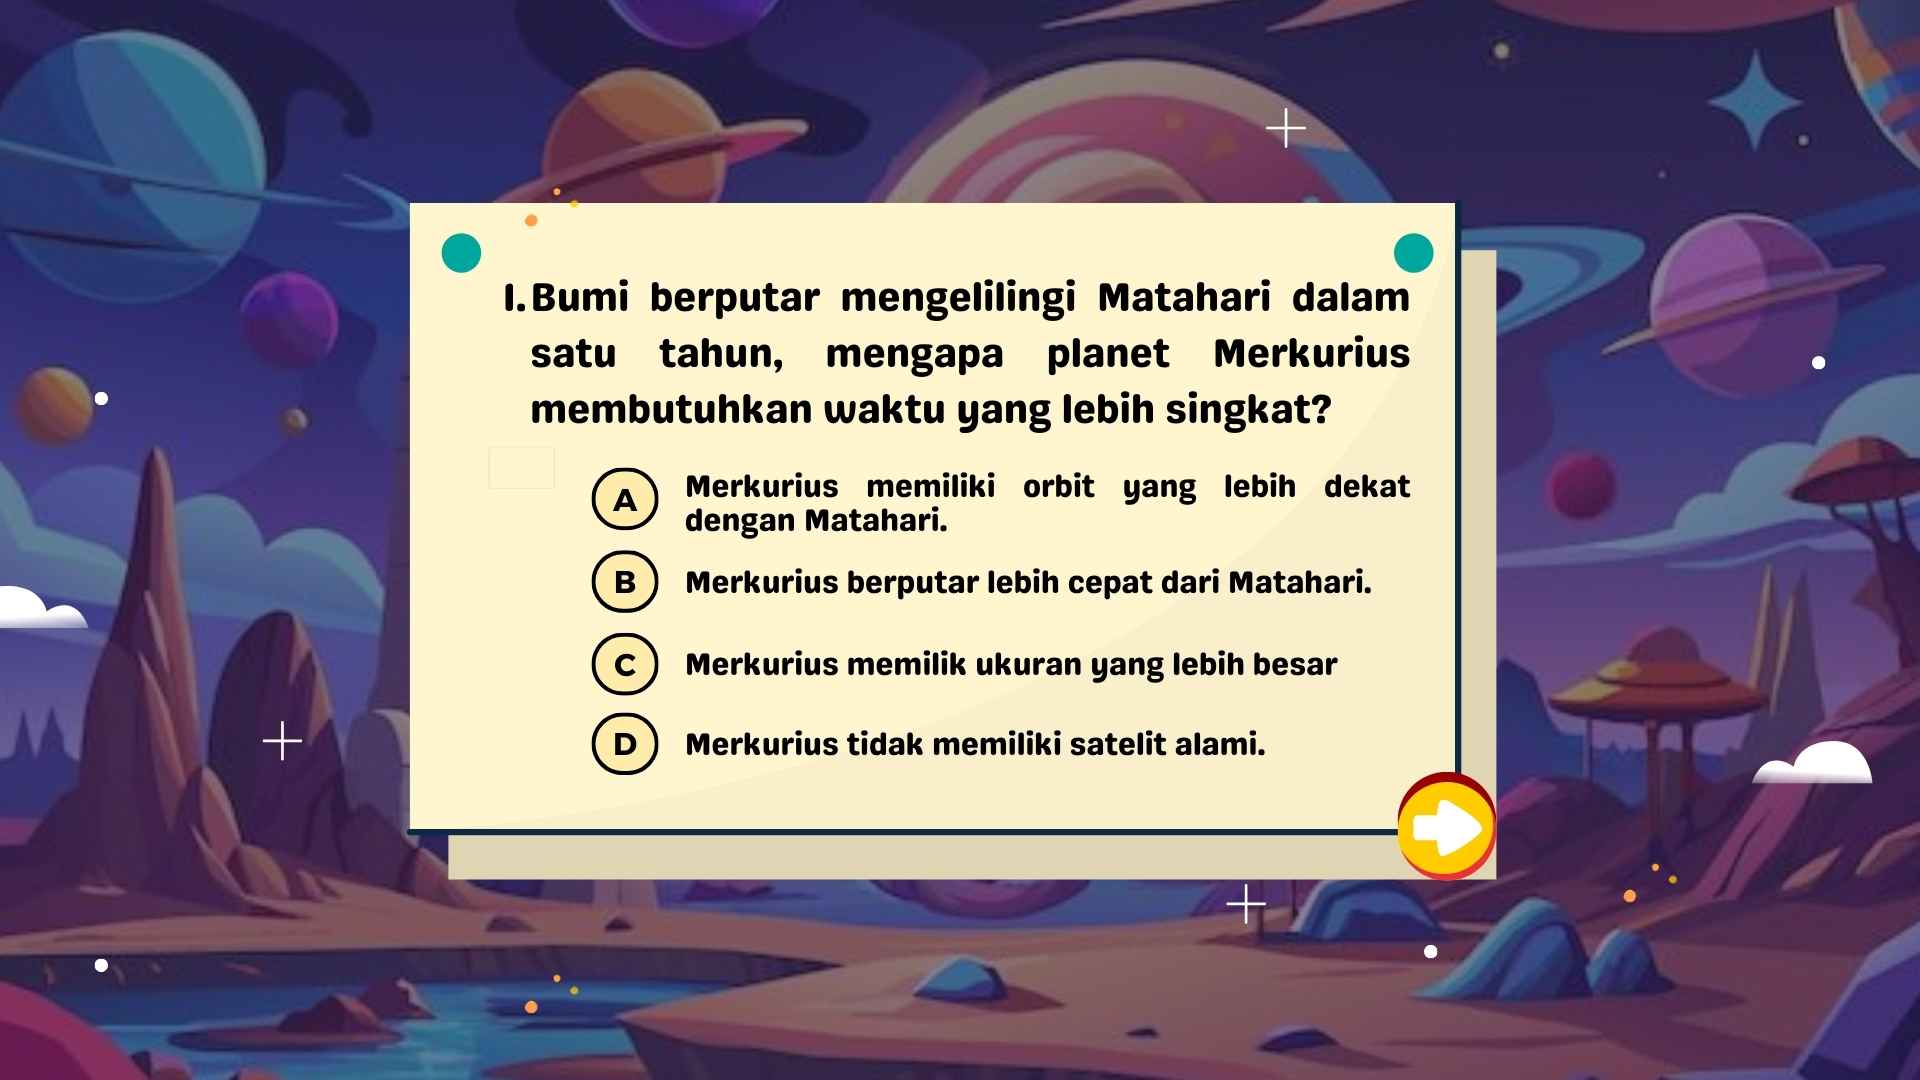 1. Bumi berputar mengelilingi Matahari dalam
satu tahun, mengapa planet Merkurius
membutuhkan waktu yang lebih singkat?
A Merkurius memiliki orbit yang lebih dekat
dengan Matahari.
B Merkurius berputar lebih cepat dari Matahari.
C Merkurius memilik ukuran yang lebih besar
D Merkurius tidak memiliki satelit alami.